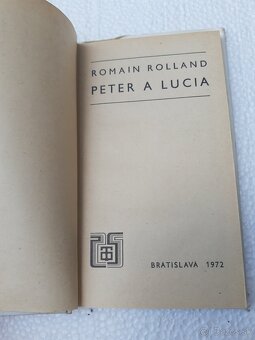 ROMAIN ROLLAND
PETER A LUCIA
BRATISLAVA 1972